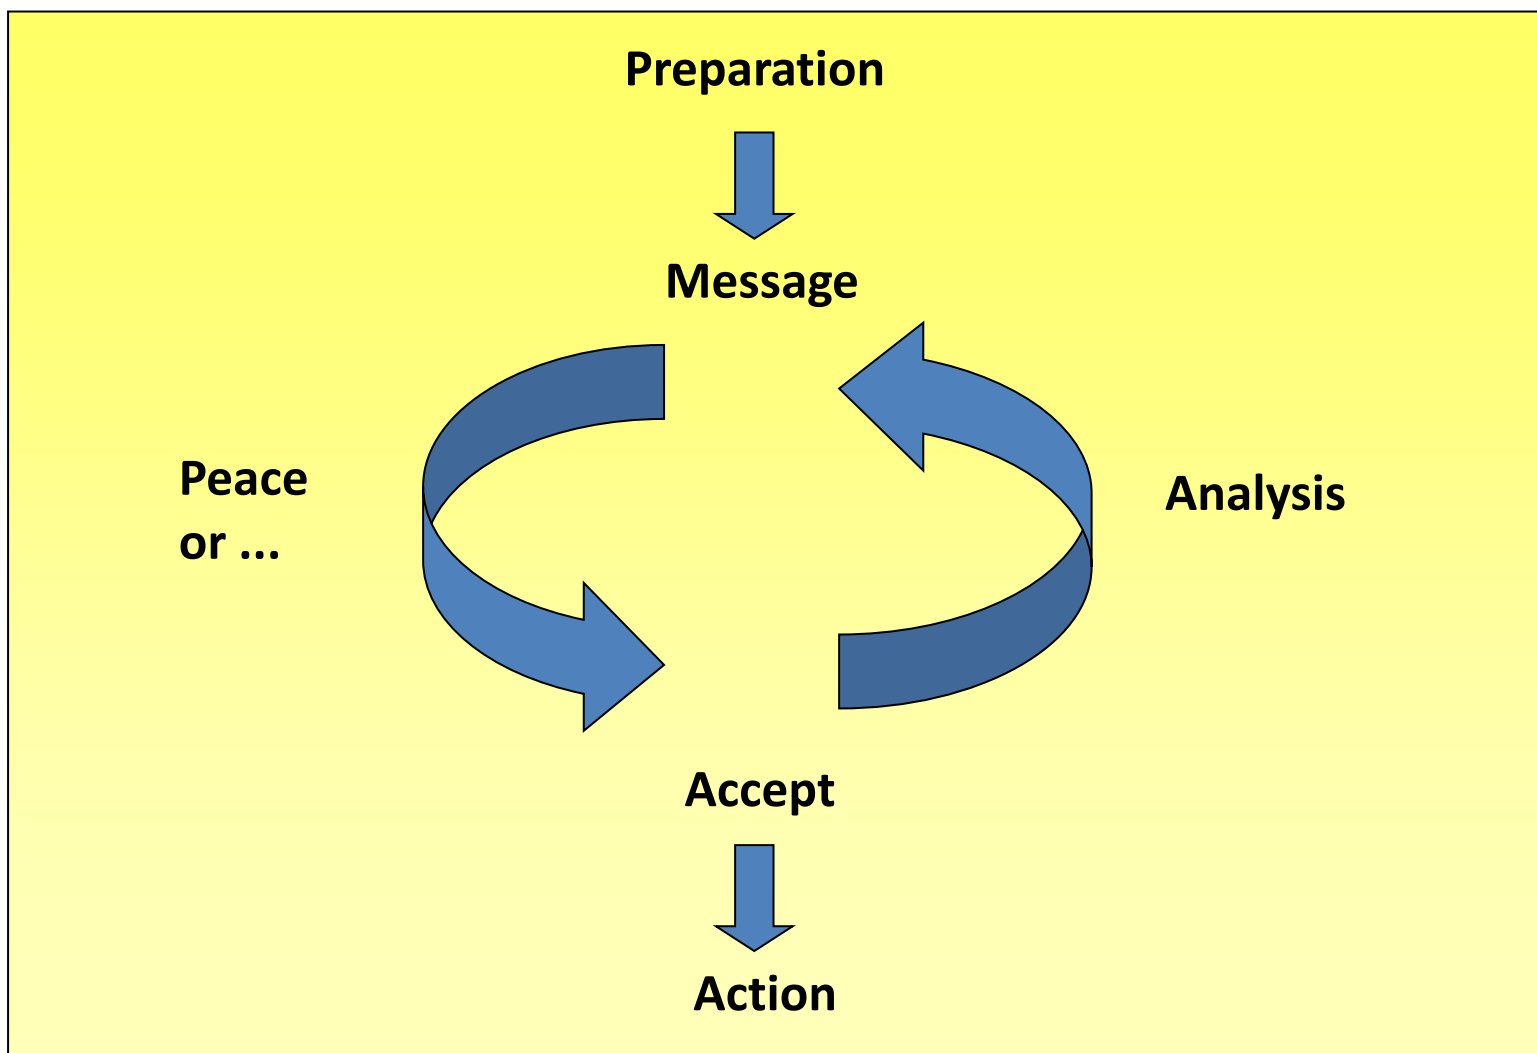 Preparation
Message
Peace
or ...
Analysis
Accept
Action